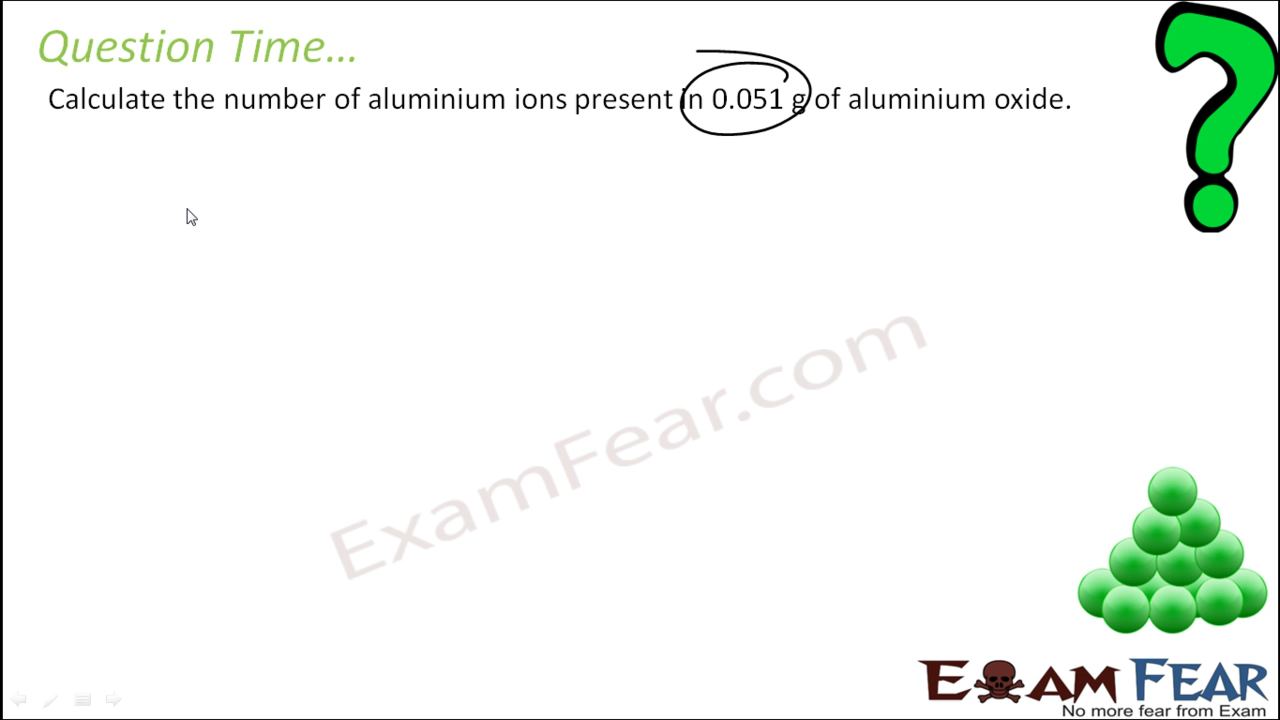 Question Time...
Calculate the number of aluminium ions present in 0.051 g of aluminium oxide.
ExamFear.com
EXAM FEAR
No more fear from Exam